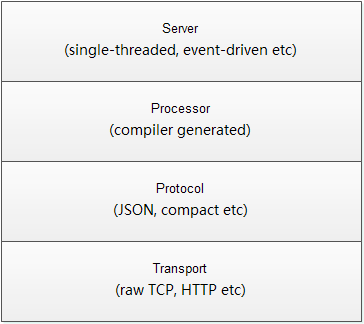 Server
(single-threaded, event-driven etc)
Processor
(compiler generated)
Protocol
(JSON, compact etc)
Transport
(raw TCP, HTTP etc)